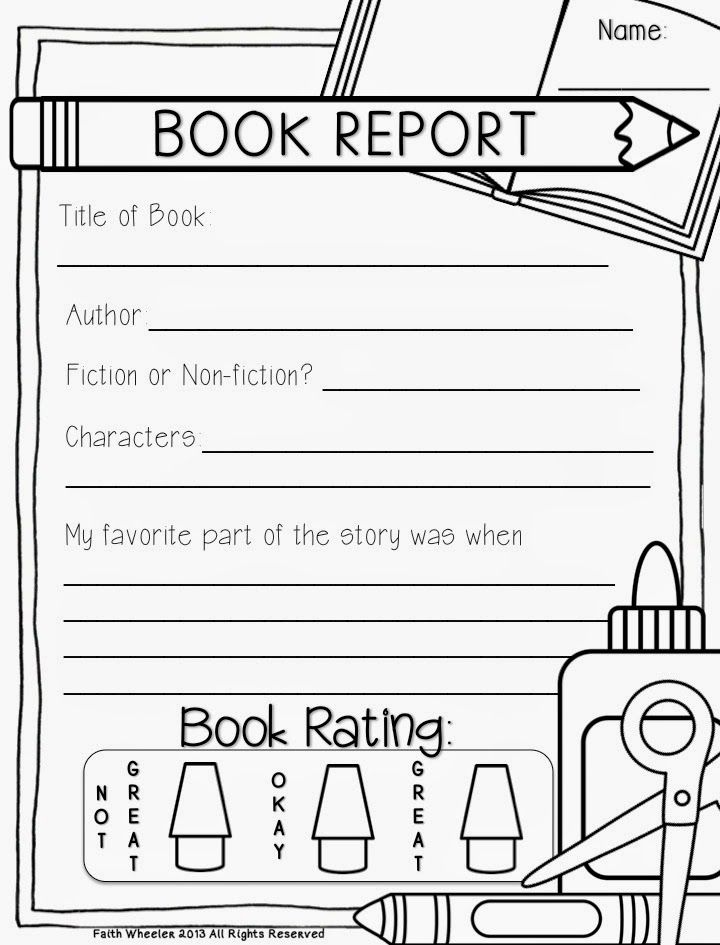 Name:
BOOK REPORT
Title of Book:
Author:
Fiction or Non-fiction?
Characters:
My favorite part of the story was when
Book Rating:
NOT GREAT
OKAY
GREAT
Faith Wheeler 2013 All Rights Reserved